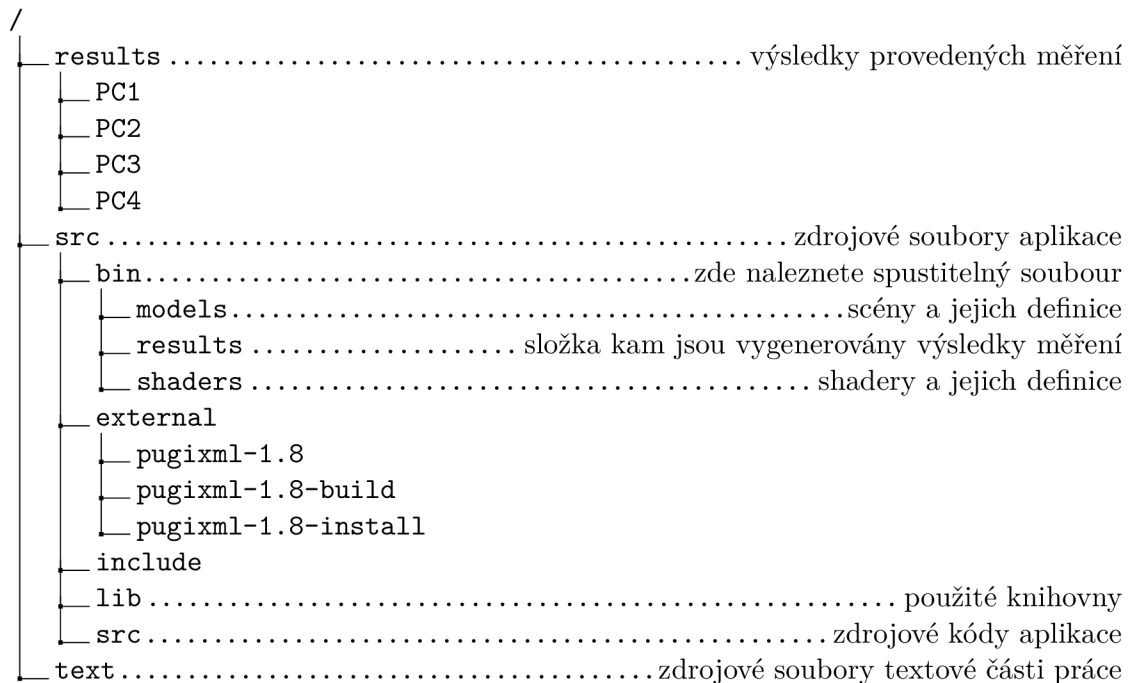 /
results ........................................... výsledky provedených měření
PC1
PC2
PC3
PC4
src ................................................... zdrojové soubory aplikace
bin ......................................... zde naleznete spustitelný soubour
models .............................................. scény a jejich definice
results .................... složka kam jsou vygenerovány výsledky měření
shaders .......................................... shadery a jejich definice
external
pugixml-1.8
pugixml-1.8-build
pugixml-1.8-install
include
lib ........................................................ použité knihovny
src ................................................... zdrojové kódy aplikace
text ........................................ zdrojové soubory textové části práce